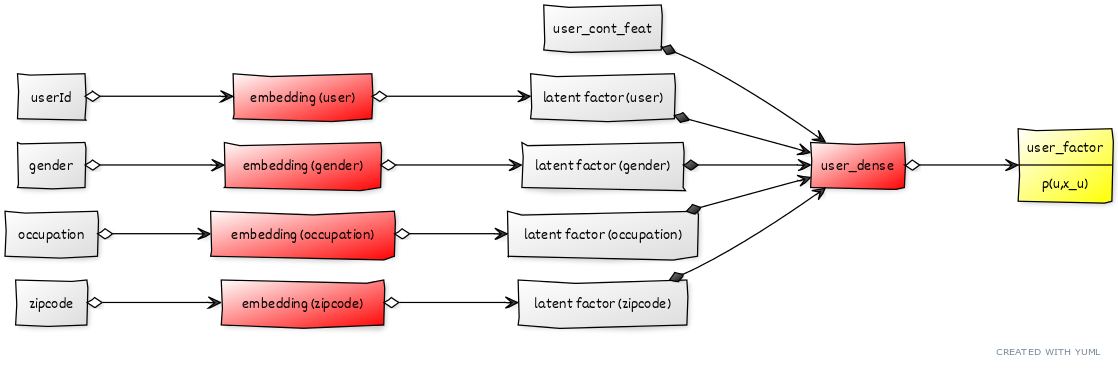 user_cont_feat
userId
embedding (user)
latent factor (user)
gender
embedding (gender)
latent factor (gender)
user_dense
user_factor
p(u,x_u)
occupation
embedding (occupation)
latent factor (occupation)
zipcode
embedding (zipcode)
latent factor (zipcode)
CREATED WITH YUML